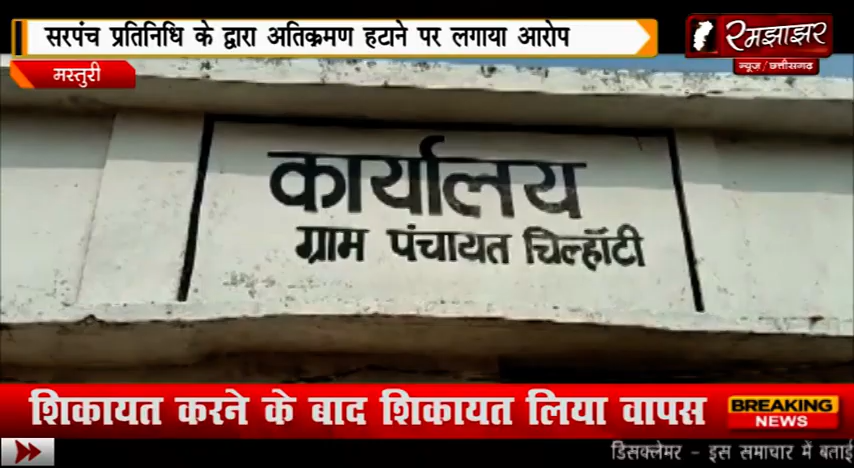 सरपंच प्रतिनिधि के द्वारा अतिक्रमण हटाने पर लगाया आरोप
रमझाझर
न्यूज/छत्तीसगढ़
मस्तुरी
कार्यालय
ग्राम पंचायत चिल्हॉटी
शिकायत करने के बाद शिकायत लिया वापस
BREAKING
NEWS
डिसक्लेमर - इस समाचार में बताई